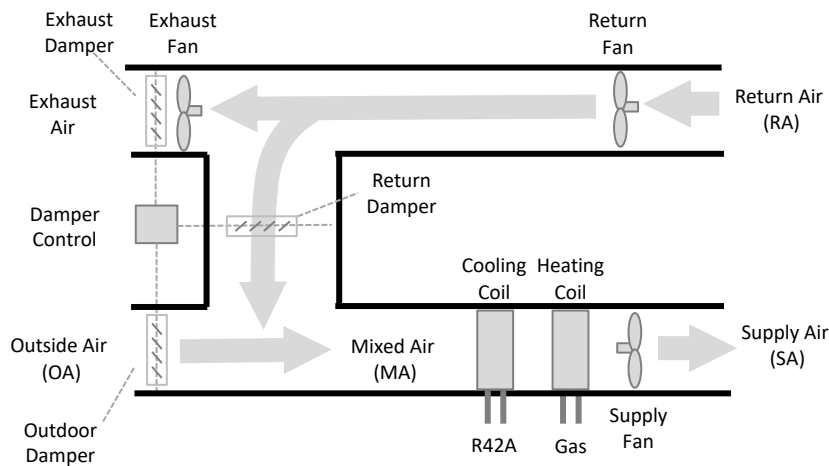 Exhaust
Damper
Exhaust
Fan
Return
Fan
Exhaust
Air
Return Air
(RA)
Damper
Control
Return
Damper
Cooling
Coil
Heating
Coil
Outside Air
(OA)
Mixed Air
(MA)
Supply Air
(SA)
Outdoor
Damper
R42A
Gas
Supply
Fan